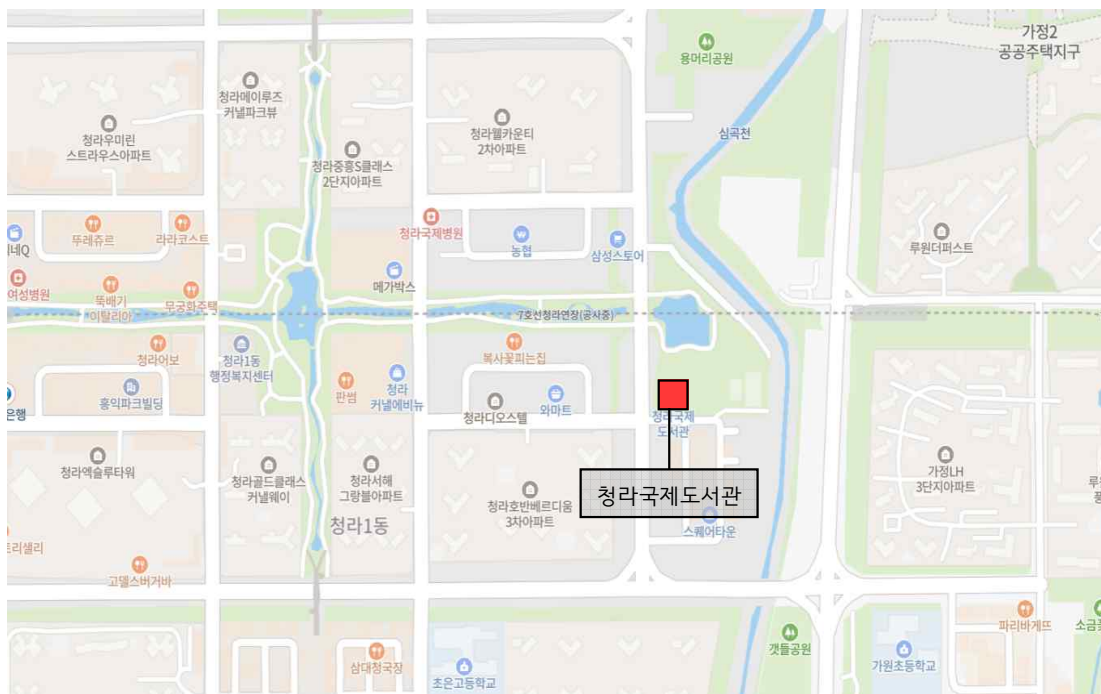 가정2
공공주택지구
용머리공원
심곡천
청라메이루즈
커낼파크뷰
청라우미린
스트라우스아파트
청라중흥S클래스
2단지아파트
청라웰카운티
2차아파트
뚜레쥬르
라라코스트
청라국제병원
농협
삼성스토어
루원더퍼스트
네Q
여성병원
뚝배기
이탈리아
무궁화주택
메가박스
7호선청라연장(공사중)
청라어보
청라1동
행정복지센터
복사꽃피는집
은행
홍익파크빌딩
판썸
청라
커낼에비뉴
청라디오스텔
와마트
청라국제
도서관
청라엑슬루타워
청라골드클래스
커낼웨이
청라서해
그랑블아파트
청라호반베르디움
3차아파트
청라국제도서관
가정LH
3단지아파트
루원
청라1동
스퀘어타운
트리샐리
고델스버거바
삼대청국장
초은고등학교
갯들공원
가원초등학교
파리바게뜨
소금꽃